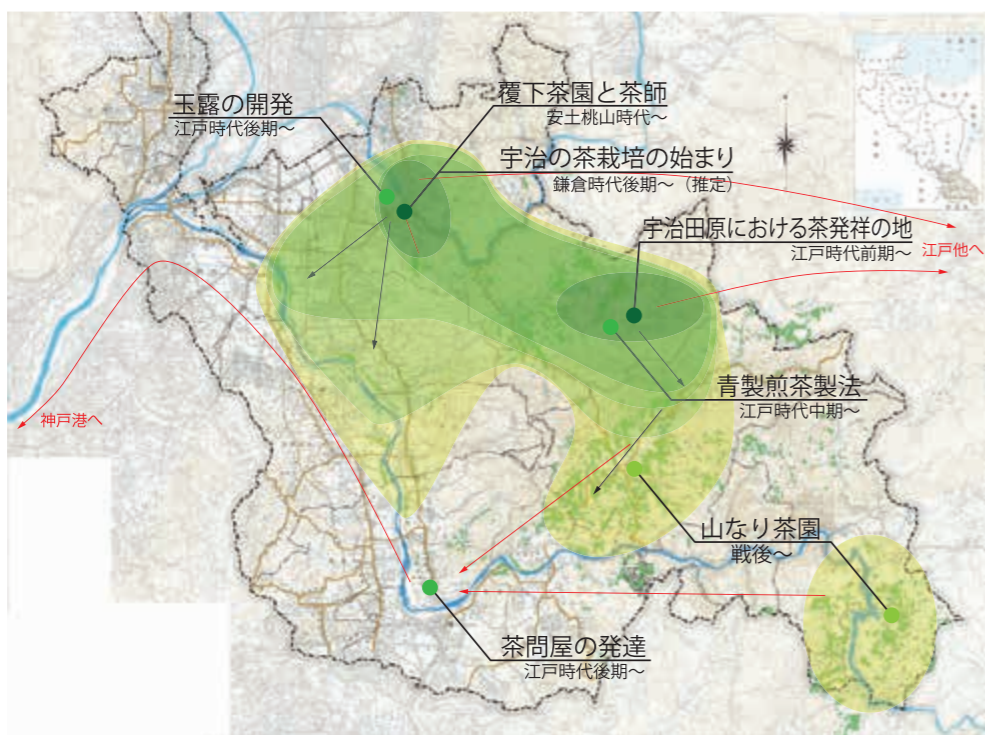 覆下茶園と茶師
安土桃山時代～
玉露の開発
江戸時代後期～
宇治の茶栽培の始まり
鎌倉時代後期～（推定）
宇治田原における茶発祥の地
江戸時代前期～
江戸他へ
青製煎茶製法
江戸時代中期～
神戸港へ
山なり茶園
戦後～
茶問屋の発達
江戸時代後期～